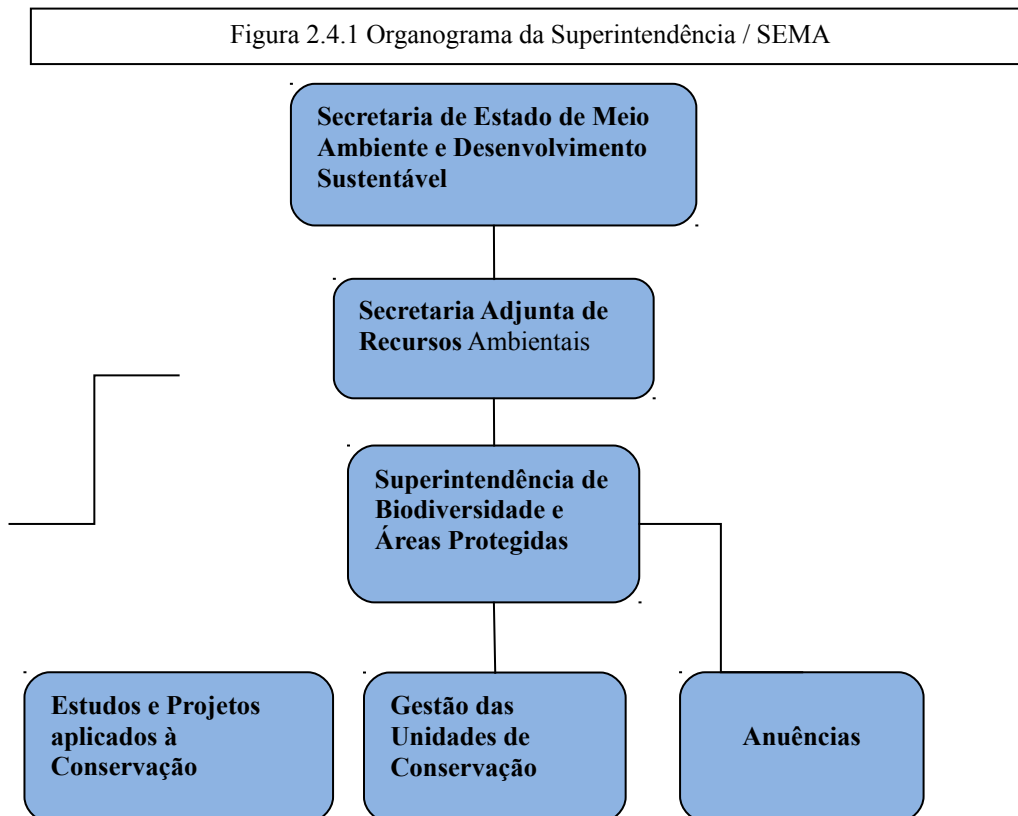 Figura 2.4.1 Organograma da Superintendência / SEMA
Secretaria de Estado de Meio
Ambiente e Desenvolvimento
Sustentável
Secretaria Adjunta de
Recursos Ambientais
Superintendência de
Biodiversidade e
Áreas Protegidas
Estudos e Projetos
aplicados à
Conservação
Gestão das
Unidades de
Conservação
Anuências